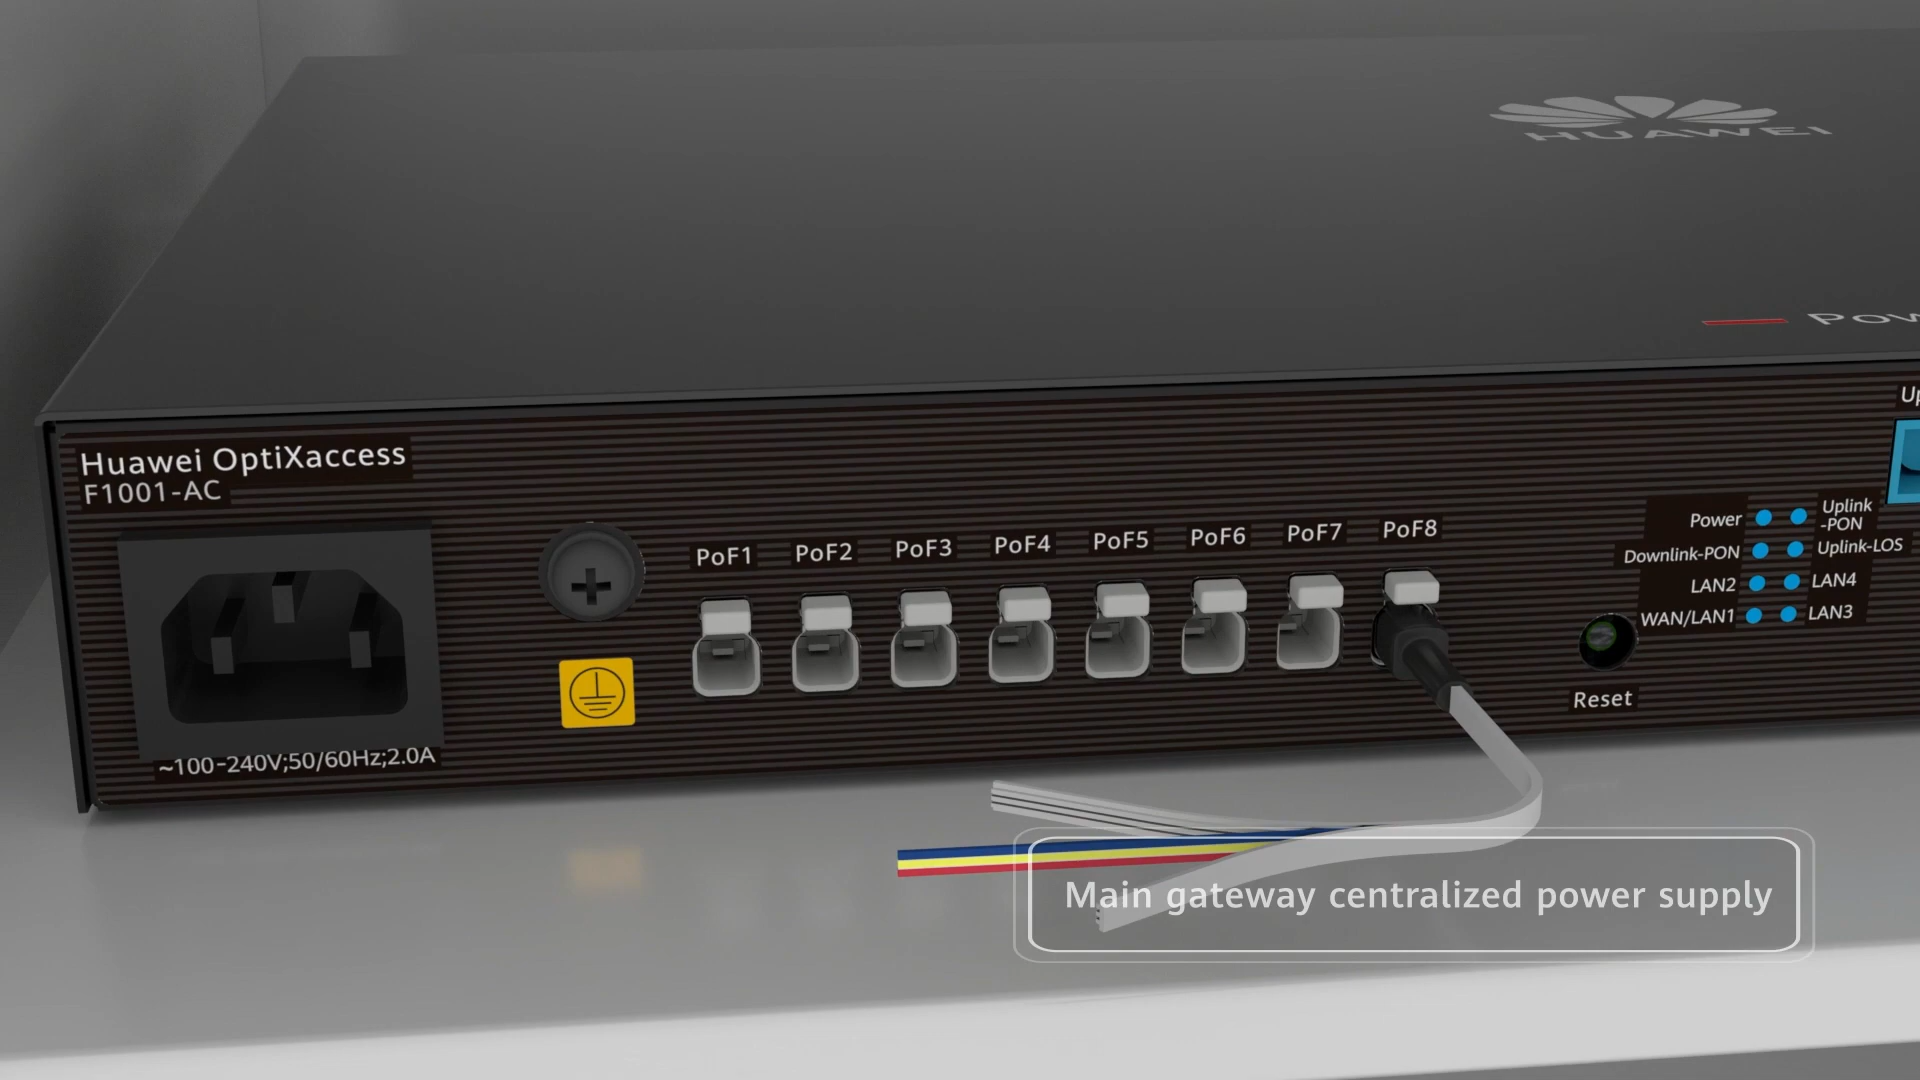 HUAWEI
Huawei OptiXaccess
F1001-AC
~100-240V;50/60Hz;2.0A
PoF1 PoF2 PoF3 PoF4 PoF5 PoF6 PoF7 PoF8
Reset
Power
Uplink
-PON
Downlink-PON
Uplink-LOS
LAN2
LAN4
WAN/LAN1
LAN3
Main gateway centralized power supply